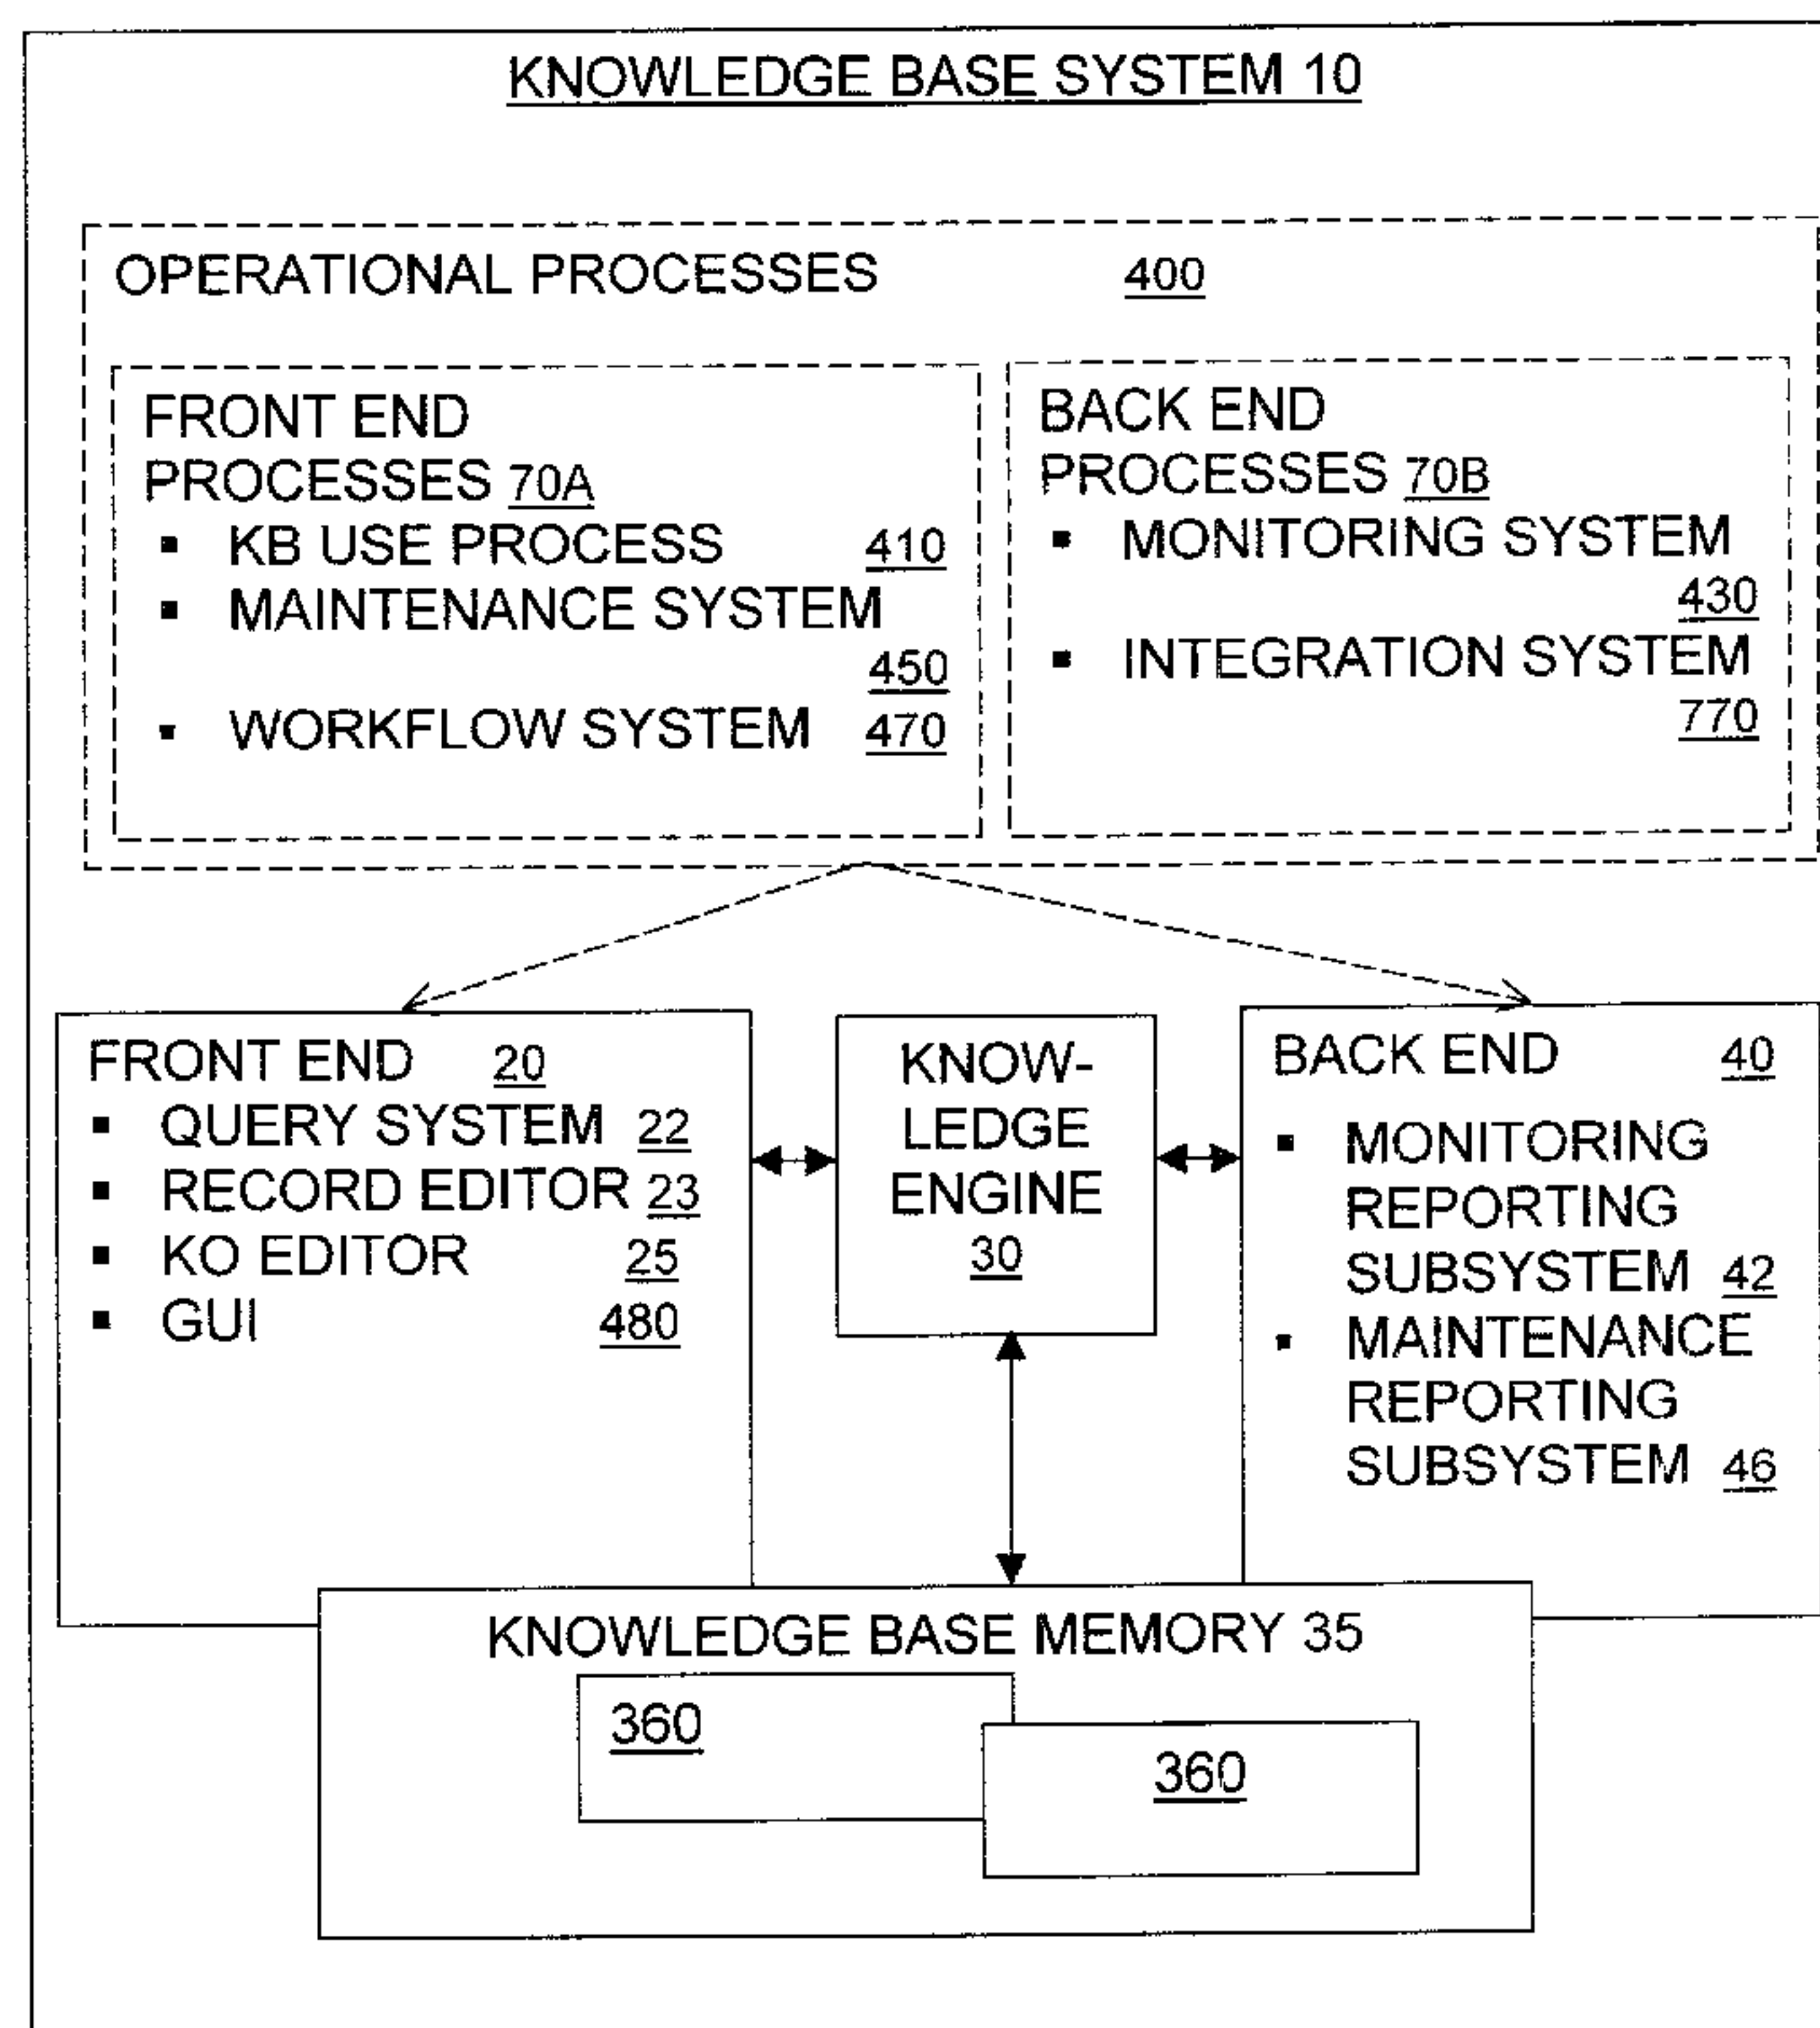 KNOWLEDGE BASE SYSTEM 10
OPERATIONAL PROCESSES 400
FRONT END
PROCESSES 70A
▪ KB USE PROCESS 410
▪ MAINTENANCE SYSTEM
450
▪ WORKFLOW SYSTEM 470
BACK END
PROCESSES 70B
▪ MONITORING SYSTEM
430
▪ INTEGRATION SYSTEM
770
FRONT END 20
▪ QUERY SYSTEM 22
▪ RECORD EDITOR 23
▪ KO EDITOR 25
▪ GUI 480
KNOW-
LEDGE
ENGINE
30
BACK END 40
▪ MONITORING
REPORTING
SUBSYSTEM 42
▪ MAINTENANCE
REPORTING
SUBSYSTEM 46
KNOWLEDGE BASE MEMORY 35
360
360